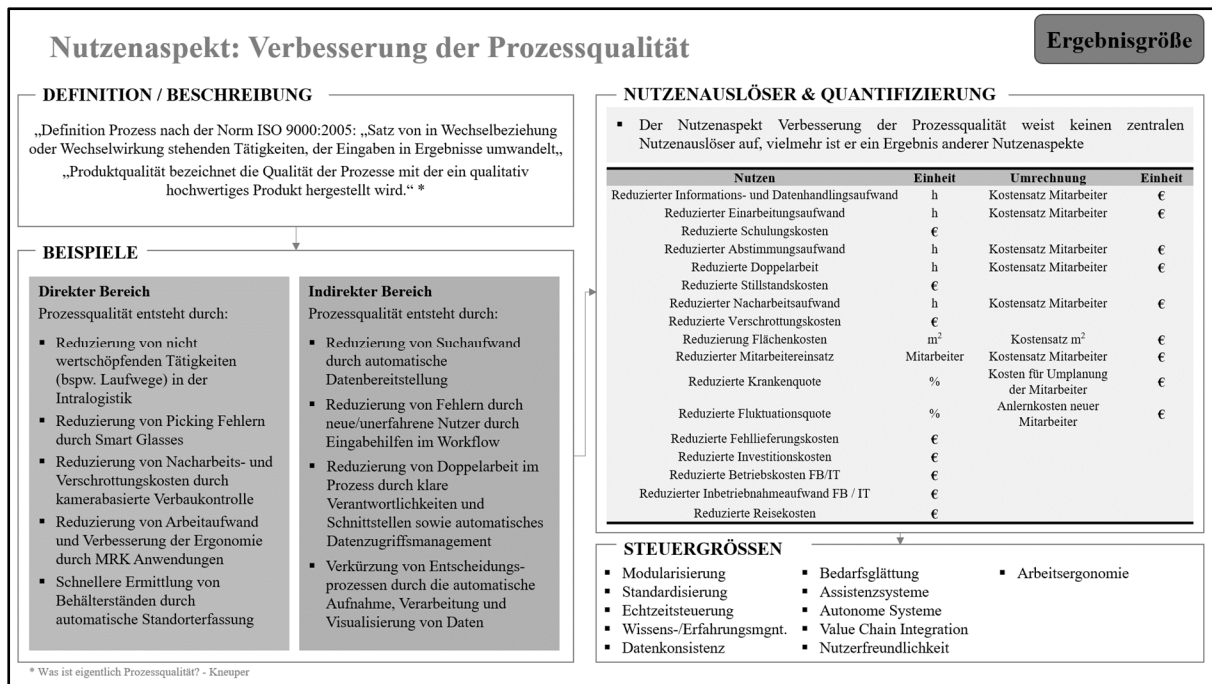 Nutzenaspekt: Verbesserung der Prozessqualität
Ergebnisgröße
DEFINITION / BESCHREIBUNG
„Definition Prozess nach der Norm ISO 9000:2005: „Satz von in Wechselbeziehung
oder Wechselwirkung stehenden Tätigkeiten, der Eingaben in Ergebnisse umwandelt„
„Produktqualität bezeichnet die Qualität der Prozesse mit der ein qualitativ
hochwertiges Produkt hergestellt wird.“ *
BEISPIELE
Direkter Bereich
Prozessqualität entsteht durch:
▪ Reduzierung von nicht
wertschöpfenden Tätigkeiten
(bspw. Laufwege) in der
Intralogistik
▪ Reduzierung von Picking Fehlern
durch Smart Glasses
▪ Reduzierung von Nacharbeits- und
Verschrottungskosten durch
kamerabasierte Verbaukontrolle
▪ Reduzierung von Arbeitaufwand
und Verbesserung der Ergonomie
durch MRK Anwendungen
▪ Schnellere Ermittlung von
Behälterständen durch
automatische Standorterfassung
Indirekter Bereich
Prozessqualität entsteht durch:
▪ Reduzierung von Suchaufwand
durch automatische
Datenbereitstellung
▪ Reduzierung von Fehlern durch
neue/unerfahrene Nutzer durch
Eingabehilfen im Workflow
▪ Reduzierung von Doppelarbeit im
Prozess durch klare
Verantwortlichkeiten und
Schnittstellen sowie automatisches
Datenzugriffsmanagement
▪ Verkürzung von Entscheidungs-
prozessen durch die automatische
Aufnahme, Verarbeitung und
Visualisierung von Daten
NUTZENAUSLÖSER & QUANTIFIZIERUNG
▪ Der Nutzenaspekt Verbesserung der Prozessqualität weist keinen zentralen
Nutzenauslöser auf, vielmehr ist er ein Ergebnis anderer Nutzenaspekte
Nutzen Einheit Umrechnung Einheit
Reduzierter Informations- und Datenhandlingsaufwand h Kostensatz Mitarbeiter €
Reduzierter Einarbeitungsaufwand h Kostensatz Mitarbeiter €
Reduzierte Schulungskosten €
Reduzierter Abstimmungsaufwand h Kostensatz Mitarbeiter €
Reduzierte Doppelarbeit h Kostensatz Mitarbeiter €
Reduzierte Stillstandskosten €
Reduzierter Nacharbeitsaufwand h Kostensatz Mitarbeiter €
Reduzierte Verschrottungskosten €
Reduzierung Flächenkosten m² Kostensatz m² €
Reduzierter Mitarbeitereinsatz Mitarbeiter Kostensatz Mitarbeiter €
Reduzierte Krankenquote % Kosten für Umplanung €
der Mitarbeiter
Reduzierte Fluktuationsquote % Anlernkosten neuer €
Mitarbeiter
Reduzierte Fehllieferungskosten €
Reduzierte Investitionskosten €
Reduzierte Betriebskosten FB/IT €
Reduzierter Inbetriebnahmeaufwand FB / IT €
Reduzierte Reisekosten €
STEUERGRÖSSEN
▪ Modularisierung
▪ Standardisierung
▪ Echtzeitsteuerung
▪ Wissens-/Erfahrungsmgnt.
▪ Datenkonsistenz
▪ Bedarfsglättung
▪ Assistenzsysteme
▪ Autonome Systeme
▪ Value Chain Integration
▪ Nutzerfreundlichkeit
▪ Arbeitsergonomie
* Was ist eigentlich Prozessqualität? - Kneuper